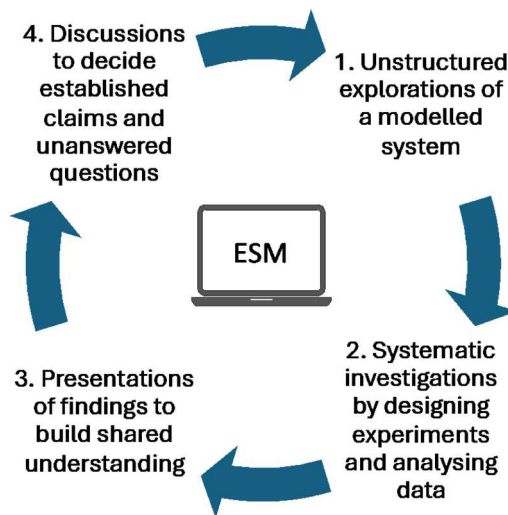 1. Unstructured
explorations of
a modelled
system
2. Systematic
investigations
by designing
experiments
and analysing
data
3. Presentations
of findings to
build shared
understanding
4. Discussions
to decide
established
claims and
unanswered
questions
ESM